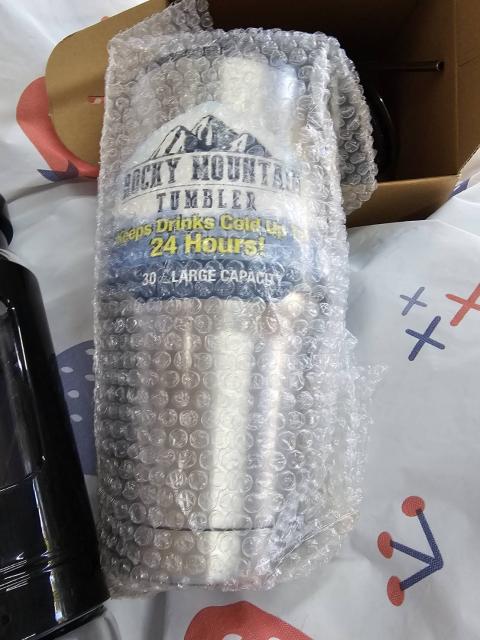 ROCKY MOUNTAIN
TUMBLER
Keeps Drinks Cold up
24 Hours!
30 LARGE CAPACITY